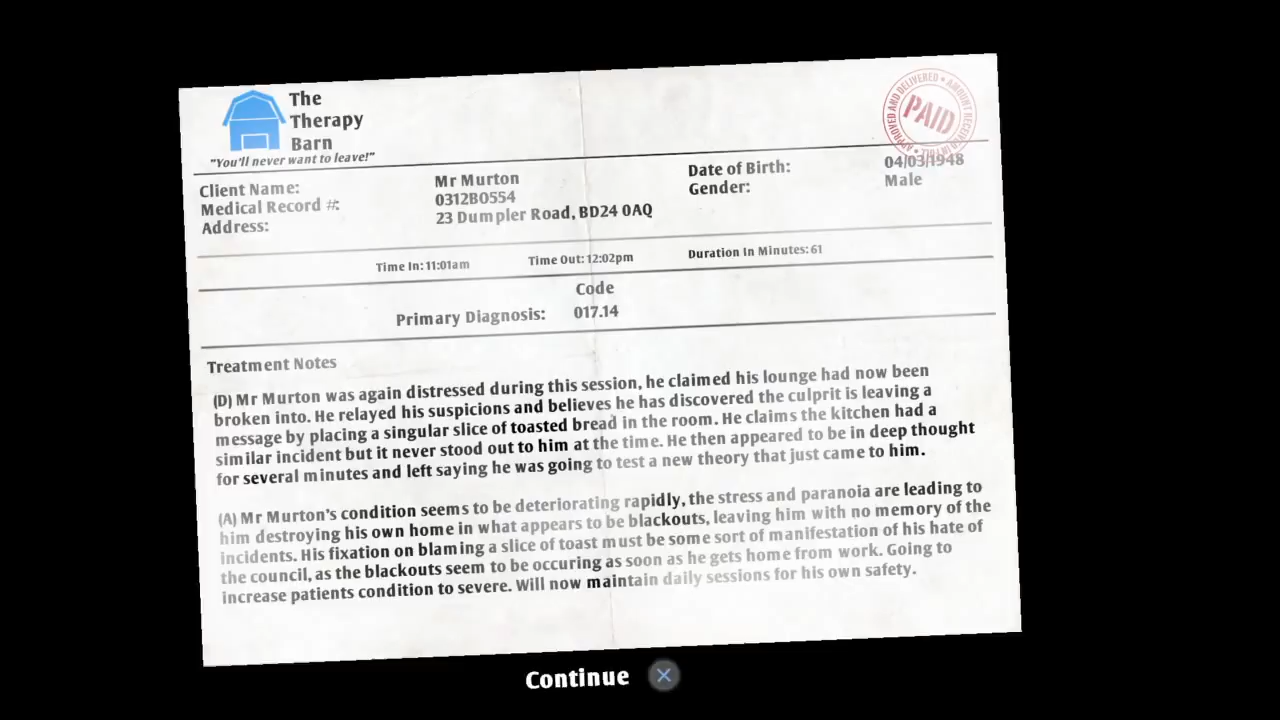 The
Therapy
Barn
"You'll never want to leave!"
APPROVED AND DELIVERED • AMOUNT RECEIVED IN FULL •
PAID
Client Name: Mr Murton Date of Birth: 04/03/1948
Medical Record #: 0312BO554 Gender: Male
Address: 23 Dumpler Road, BD24 0AQ
Time In: 11:01am Time Out: 12:02pm Duration In Minutes: 61
Code
Primary Diagnosis: 017.14
Treatment Notes
(D) Mr Murton was again distressed during this session, he claimed his lounge had now been
broken into. He relayed his suspicions and believes he has discovered the culprit is leaving a
message by placing a singular slice of toasted bread in the room. He claims the kitchen had a
similar incident but it never stood out to him at the time. He then appeared to be in deep thought
for several minutes and left saying he was going to test a new theory that just came to him.
(A) Mr Murton's condition seems to be deteriorating rapidly, the stress and paranoia are leading to
him destroying his own home in what appears to be blackouts, leaving him with no memory of the
incidents. His fixation on blaming a slice of toast must be some sort of manifestation of his hate of
the council, as the blackouts seem to be occuring as soon as he gets home from work. Going to
increase patients condition to severe. Will now maintain daily sessions for his own safety.
Continue